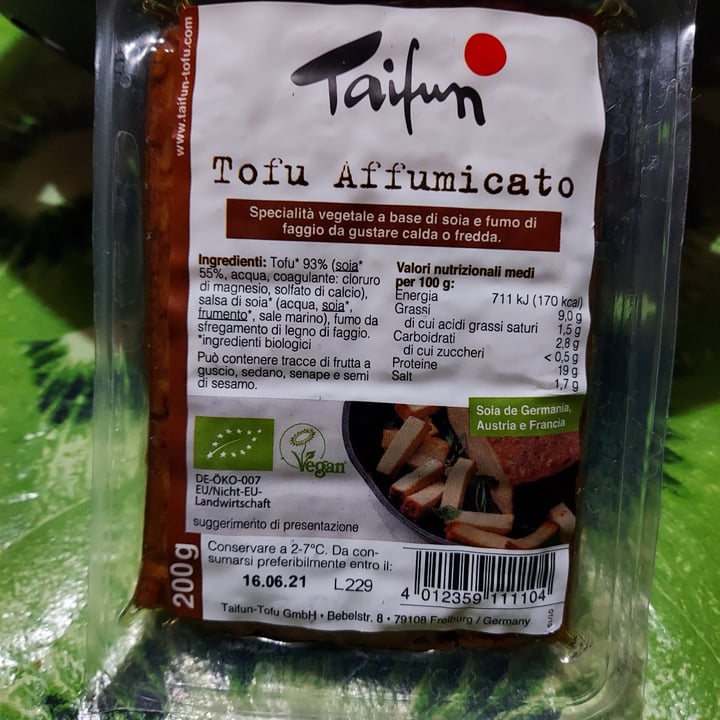 www.taifun-tofu.com
Taifun
Tofu Affumicato
Specialità vegetale a base di soia e fumo di
faggio da gustare calda o fredda.
Ingredienti: Tofu* 93% (soia*
55%, acqua, coagulante: cloruro
di magnesio, solfato di calcio),
salsa di soia* (acqua, soia*,
frumento*, sale marino), fumo da
sfregamento di legno di faggio.
*ingredienti biologici
Può contenere tracce di frutta a
guscio, sedano, senape e semi
di sesamo.
Valori nutrizionali medi
per 100 g:
Energia 711 kJ (170 kcal)
Grassi 9,0 g
di cui acidi grassi saturi 1,5 g
Carboidrati 2,8 g
di cui zuccheri < 0,5 g
Proteine 19 g
Salt 1,7 g
Soia de Germania,
Austria e Francia
Vegan
DE-ÖKO-007
EU/Nicht-EU-
Landwirtschaft
suggerimento di presentazione
200g
Conservare a 2-7°C. Da con-
sumarsi preferibilmente entro il:
16.06.21 L229
4 012359 111104
Taifun-Tofu GmbH • Bebelstr. 8 • 79108 Freiburg / Germany